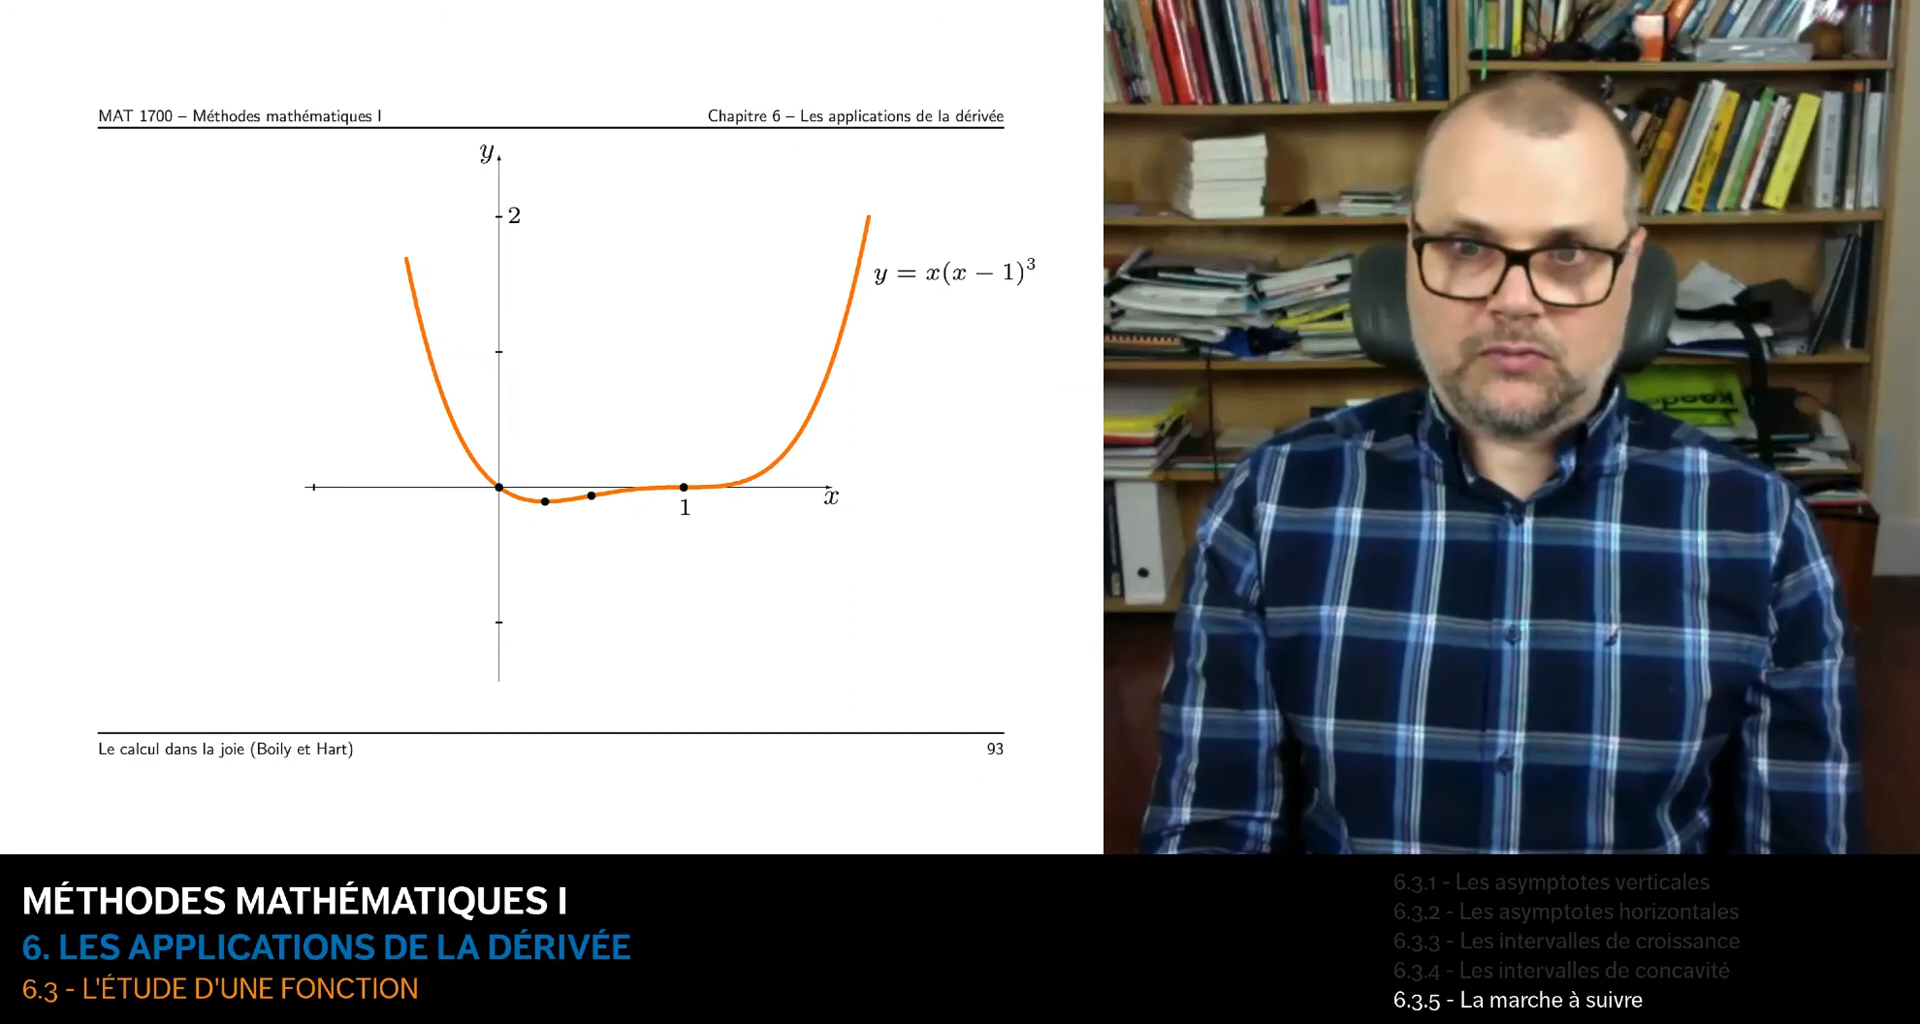 MAT 1700 – Méthodes mathématiques I
Chapitre 6 – Les applications de la dérivée
y
2
y = x(x − 1)³
x
1
Le calcul dans la joie (Boily et Hart)
93
MÉTHODES MATHÉMATIQUES I
6. LES APPLICATIONS DE LA DÉRIVÉE
6.3 - L'ÉTUDE D'UNE FONCTION
6.3.1 - Les asymptotes verticales
6.3.2 - Les asymptotes horizontales
6.3.3 - Les intervalles de croissance
6.3.4 - Les intervalles de concavité
6.3.5 - La marche à suivre